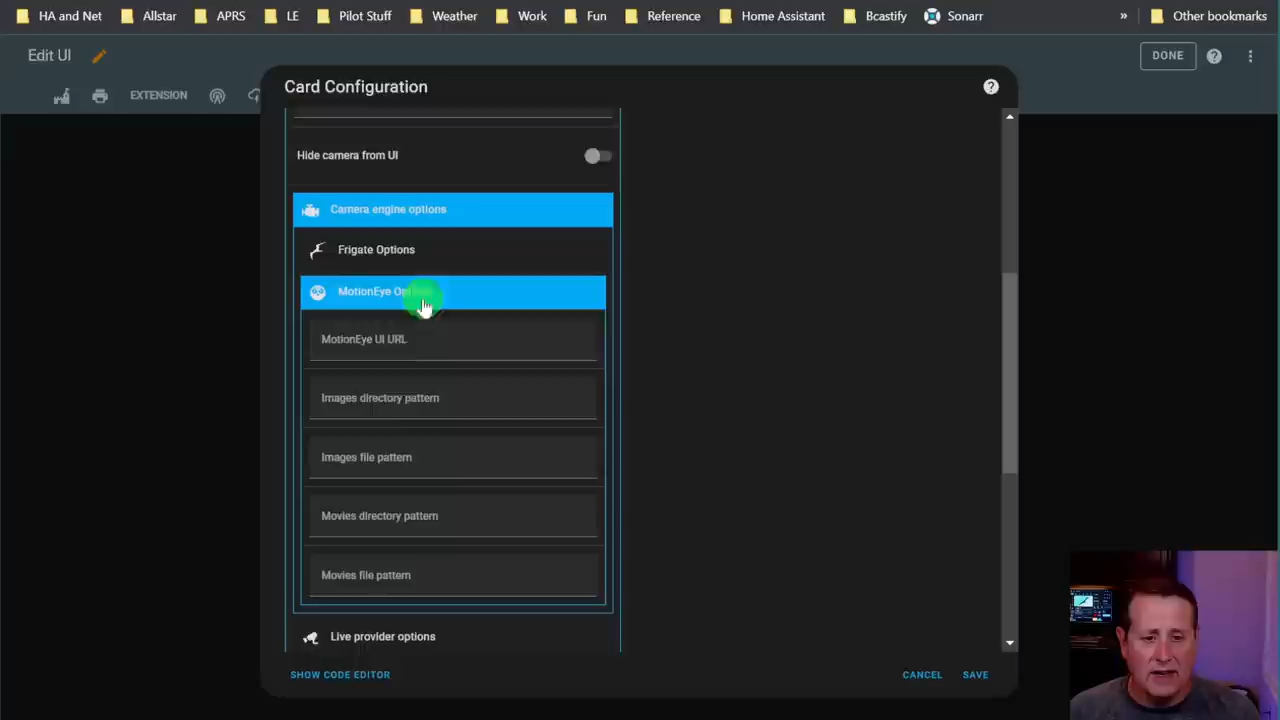 HA and Net Allstar APRS LE Pilot Stuff Weather Work Fun Reference Home Assistant Bcastify Sonarr » Other bookmarks
Edit UI DONE
EXTENSION
Card Configuration
Hide camera from UI
Camera engine options
Frigate Options
MotionEye
MotionEye UI URL
Images directory pattern
Images file pattern
Movies directory pattern
Movies file pattern
Live provider options
SHOW CODE EDITOR CANCEL SAVE